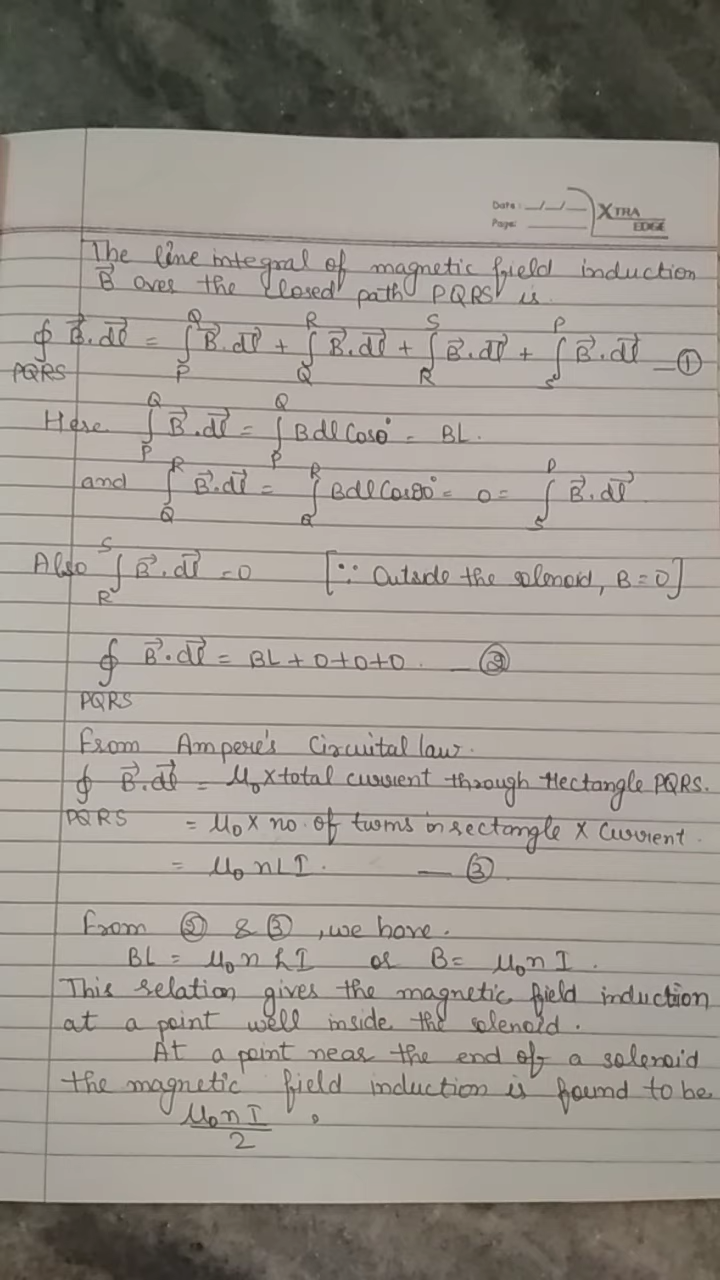 Date: __/__/__
Page: ______
XTRA EDGE
The line integral of magnetic field induction
B⃗ over the closed path PQRS is
∮ B⃗.dl⃗ = ∫ B⃗.dl⃗ + ∫ B⃗.dl⃗ + ∫ B⃗.dl⃗ + ∫ B⃗.dl⃗ — ①
PQRS P Q Q R R S S P
Here ∫ B⃗.dl⃗ = ∫ Bdl Cos0° = BL.
P Q P Q
and ∫ B⃗.dl⃗ = ∫ Bdl Cos90° = 0 = ∫ B⃗.dl⃗
Q R Q R S P
Also ∫ B⃗.dl⃗ = 0 [∵ Outside the solenoid, B = 0]
R S
∮ B⃗.dl⃗ = BL + 0 + 0 + 0. — ②
PQRS
From Ampere's Circuital law.
∮ B⃗.dl⃗ = μ₀ x total current through rectangle PQRS.
PQRS = μ₀ x no. of turns in rectangle x Current.
= μ₀ n L I. — ③
From ② & ③, we have.
BL = μ₀ n L I or B = μ₀ n I.
This relation gives the magnetic field induction
at a point well inside the solenoid.
At a point near the end of a solenoid
the magnetic field induction is found to be
μ₀ n I / 2 .